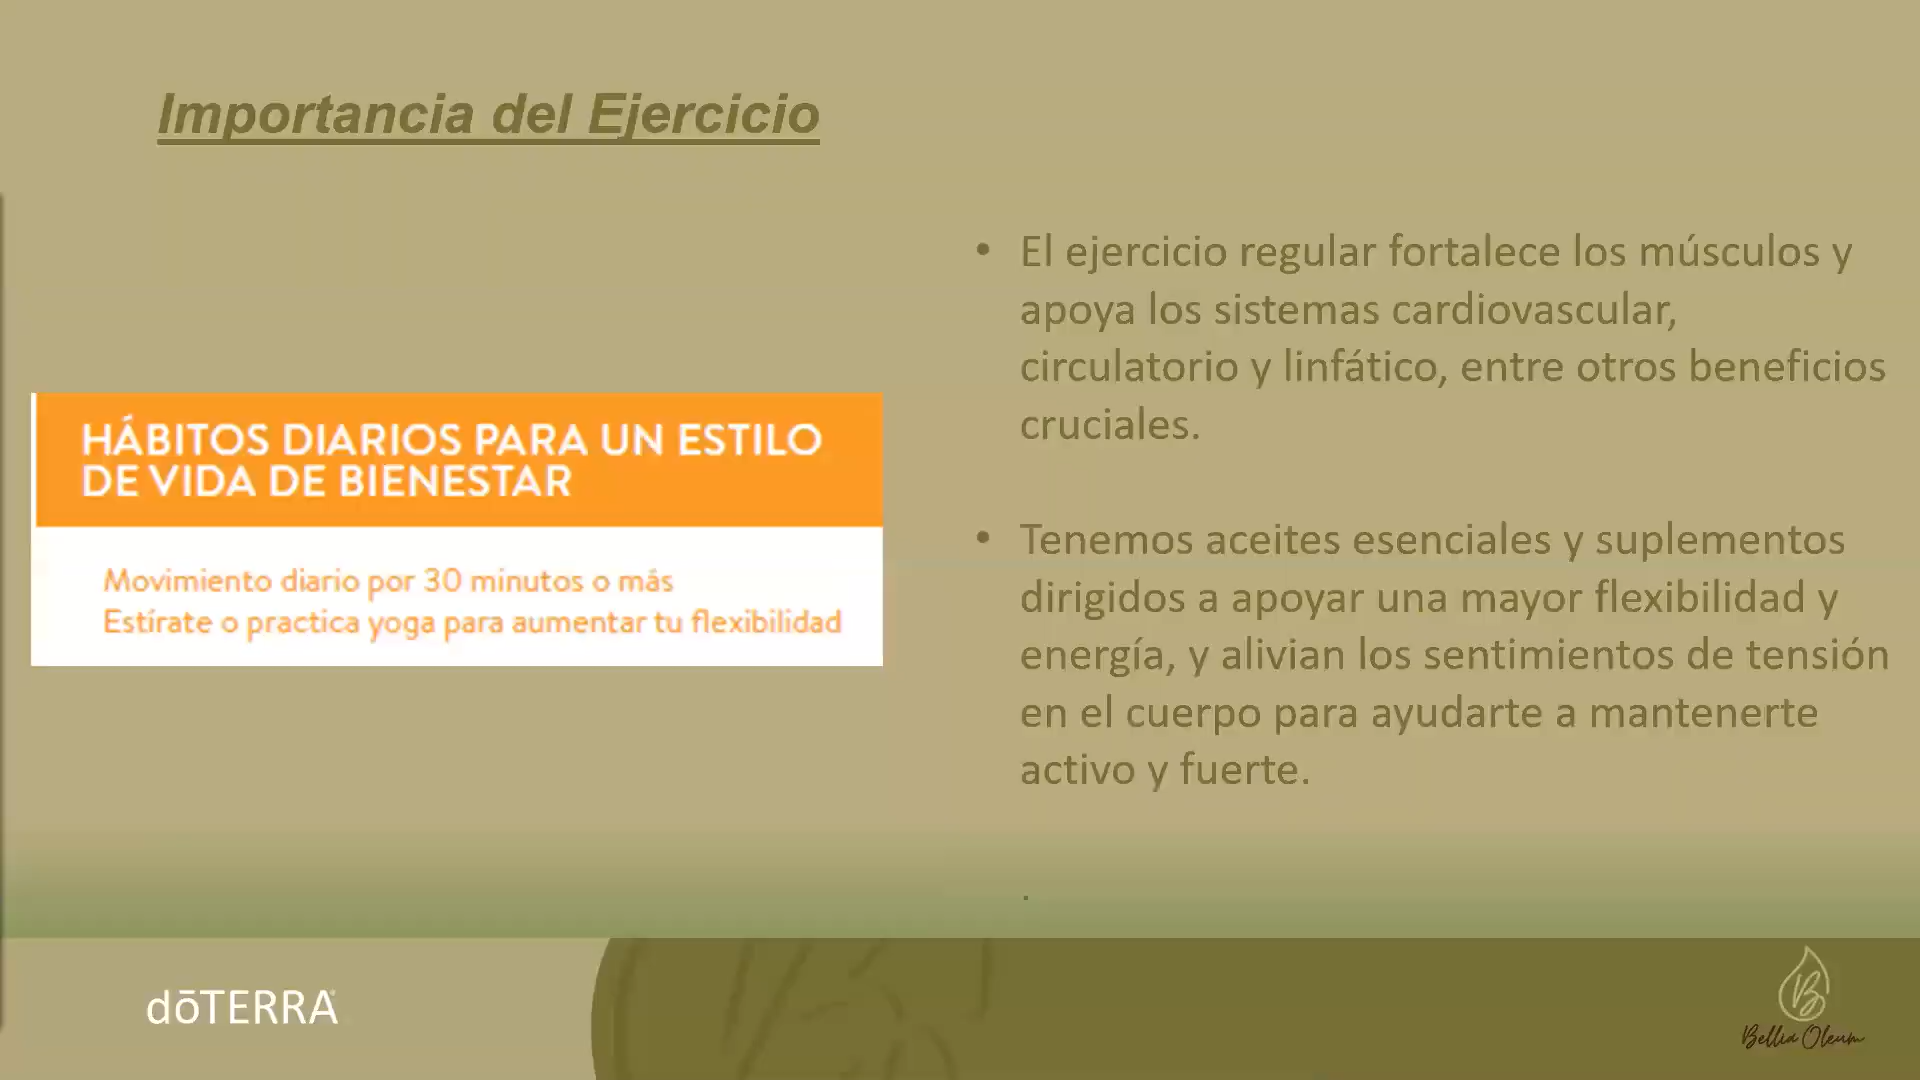 Importancia del Ejercicio
HÁBITOS DIARIOS PARA UN ESTILO
DE VIDA DE BIENESTAR
Movimiento diario por 30 minutos o más
Estírate o practica yoga para aumentar tu flexibilidad
• El ejercicio regular fortalece los músculos y
apoya los sistemas cardiovascular,
circulatorio y linfático, entre otros beneficios
cruciales.
• Tenemos aceites esenciales y suplementos
dirigidos a apoyar una mayor flexibilidad y
energía, y alivian los sentimientos de tensión
en el cuerpo para ayudarte a mantenerte
activo y fuerte.
.
dōTERRA
B
Bellia Oleum